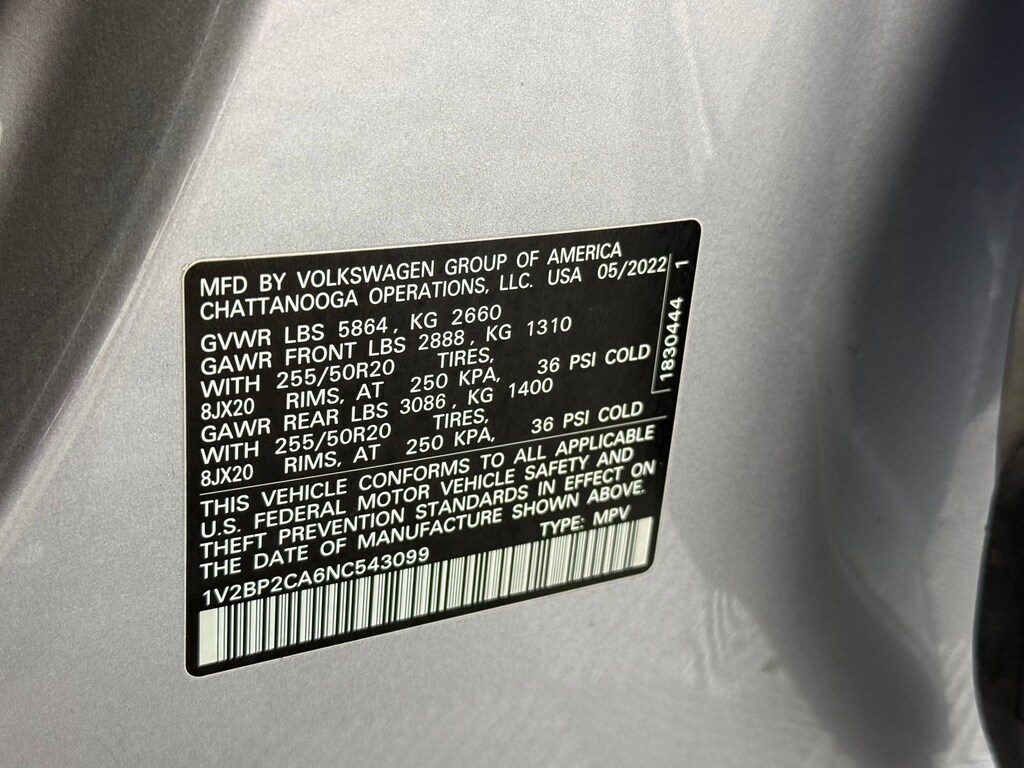 MFD BY VOLKSWAGEN GROUP OF AMERICA
CHATTANOOGA OPERATIONS, LLC. USA 05/2022
GVWR LBS 5864, KG 2660
GAWR FRONT LBS 2888, KG 1310
WITH 255/50R20 TIRES,
8JX20 RIMS, AT 250 KPA, 36 PSI COLD
GAWR REAR LBS 3086, KG 1400
WITH 255/50R20 TIRES,
8JX20 RIMS, AT 250 KPA, 36 PSI COLD
1830444 1
THIS VEHICLE CONFORMS TO ALL APPLICABLE
U.S. FEDERAL MOTOR VEHICLE SAFETY AND
THEFT PREVENTION STANDARDS IN EFFECT ON
THE DATE OF MANUFACTURE SHOWN ABOVE.
1V2BP2CA6NC543099 TYPE: MPV